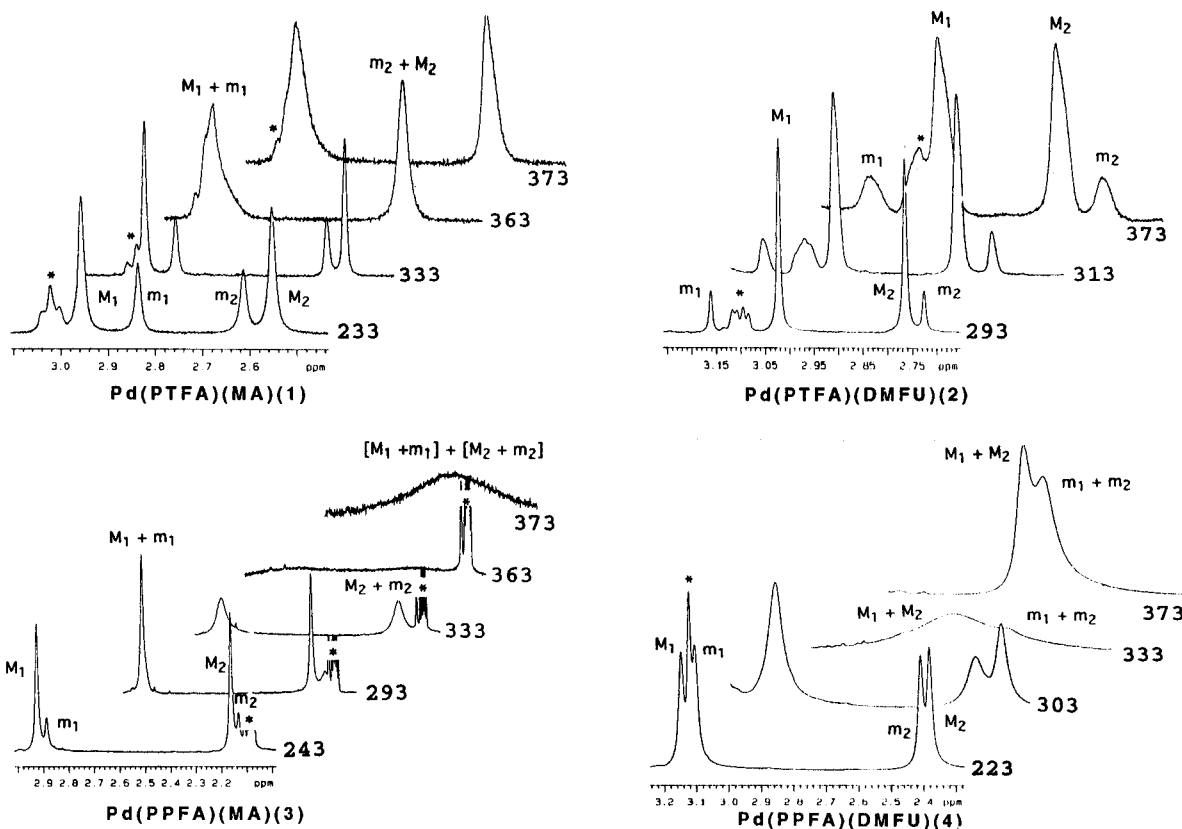 M1 + m1
m2 + M2
*
373
363
*
333
*
M1
m1
m2
M2
233
3.0
2.9
2.8
2.7
2.6
ppm
Pd(PTFA)(MA)(1)
M1
M2
M1
*
m1
m2
373
313
m1
*
M2
m2
293
3.15
3.05
2.95
2.85
2.75
ppm
Pd(PTFA)(DMFU)(2)
[M1 +m1] + [M2 + m2]
373
*
363
M1 + m1
M2 + m2
*
333
*
293
M1
m1
M2
m2
*
243
2.9
2.8
2.7
2.6
2.5
2.4
2.3
2.2
ppm
Pd(PPFA)(MA)(3)
M1 + M2
m1 + m2
373
M1 + M2
m1 + m2
333
303
*
M1
m1
m2
M2
223
3.2
3.1
3.0
2.9
2.8
2.7
2.6
2.5
2.4
ppm
Pd(PPFA)(DMFU)(4)